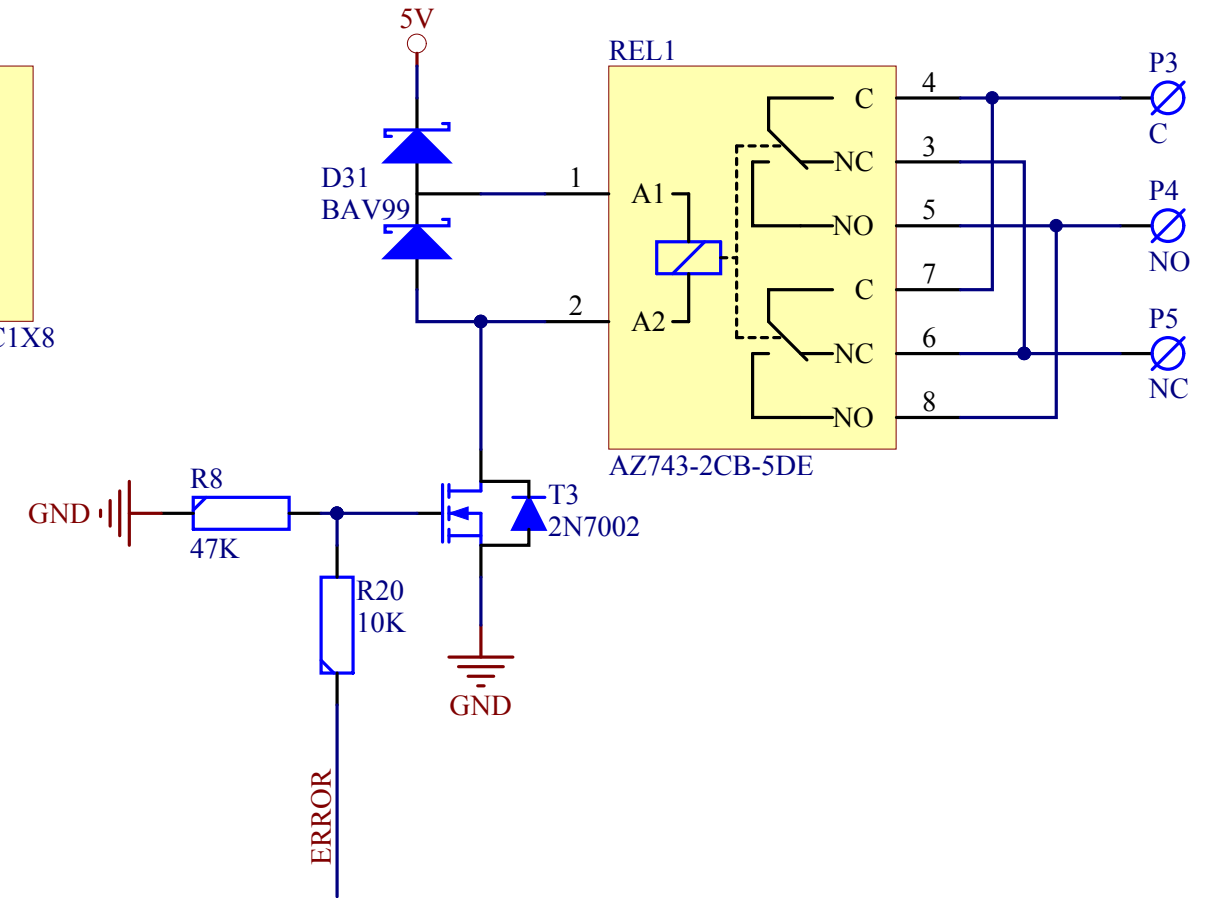 5V
REL1
D31
BAV99
1
A1
2
A2
C
NC
NO
C
NC
NO
4
3
5
7
6
8
P3
C
P4
NO
P5
NC
C1X8
AZ743-2CB-5DE
R8
GND
47K
T3
2N7002
R20
10K
GND
ERROR